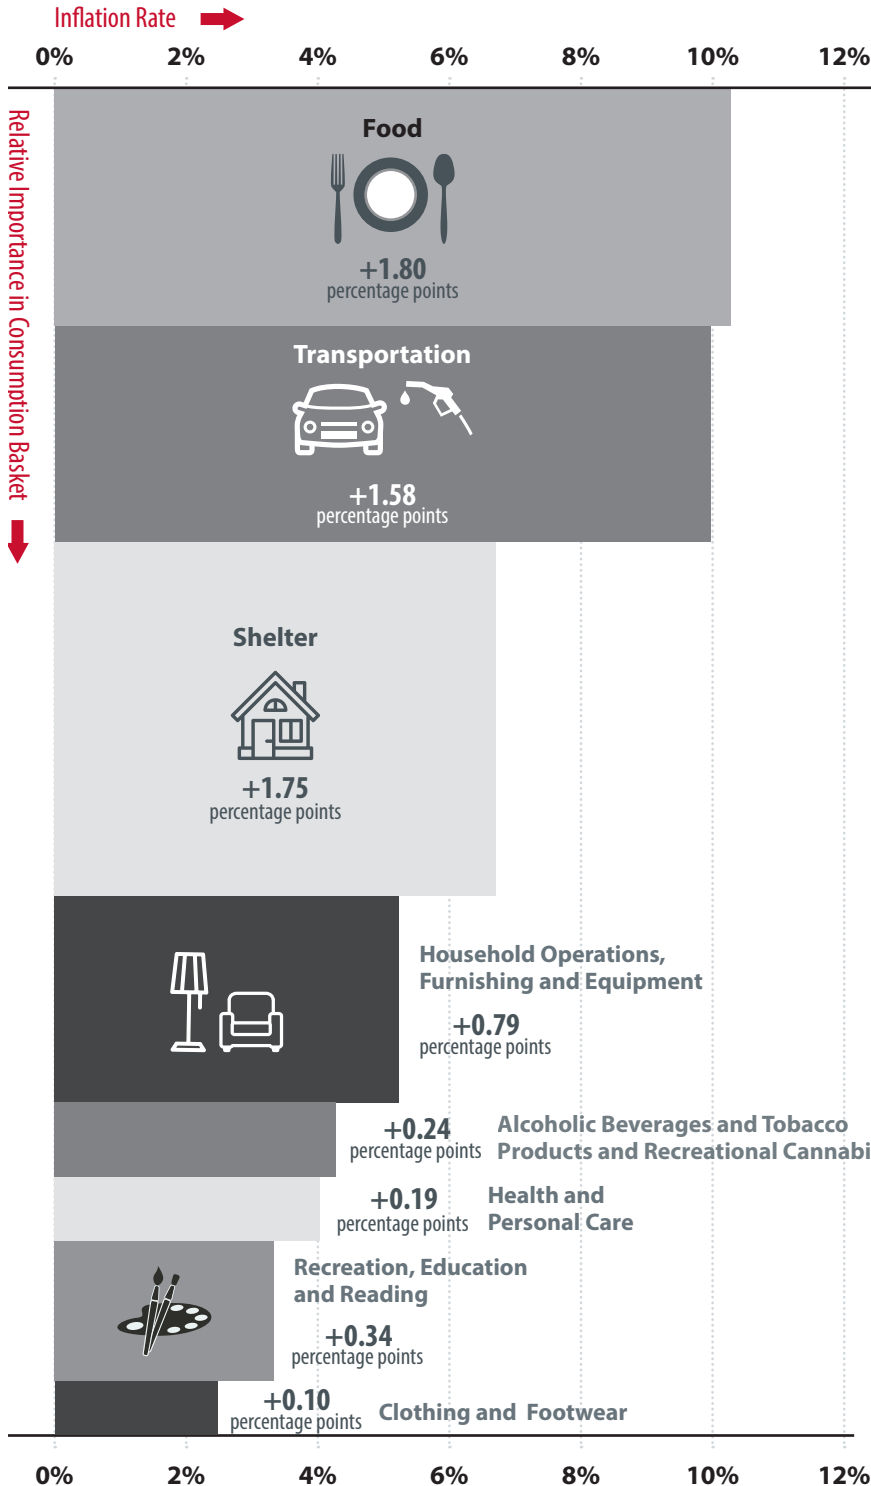 Inflation Rate
0% 2% 4% 6% 8% 10% 12%
Relative Importance in Consumption Basket
Food
+1.80
percentage points
Transportation
+1.58
percentage points
Shelter
+1.75
percentage points
Household Operations,
Furnishing and Equipment
+0.79
percentage points
+0.24
percentage points
Alcoholic Beverages and Tobacco
Products and Recreational Cannabi
+0.19
percentage points
Health and
Personal Care
Recreation, Education
and Reading
+0.34
percentage points
+0.10
percentage points
Clothing and Footwear
0% 2% 4% 6% 8% 10% 12%